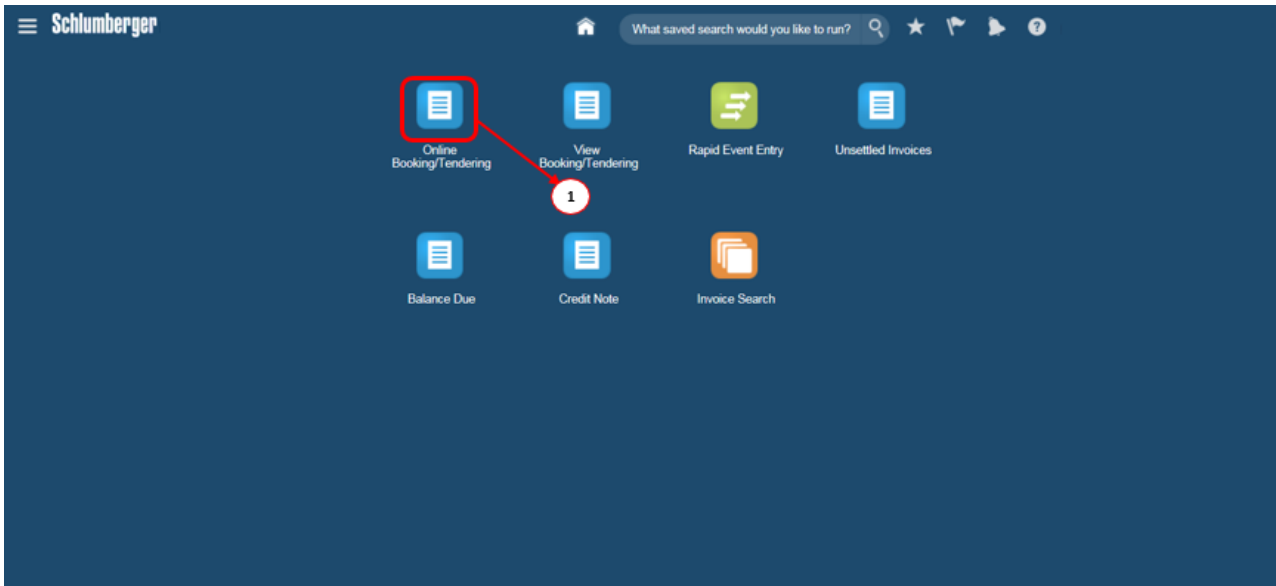 Schlumberger
What saved search would you like to run?
Online
Booking/Tendering
View
Booking/Tendering
Rapid Event Entry
Unsettled Invoices
1
Balance Due
Credit Note
Invoice Search